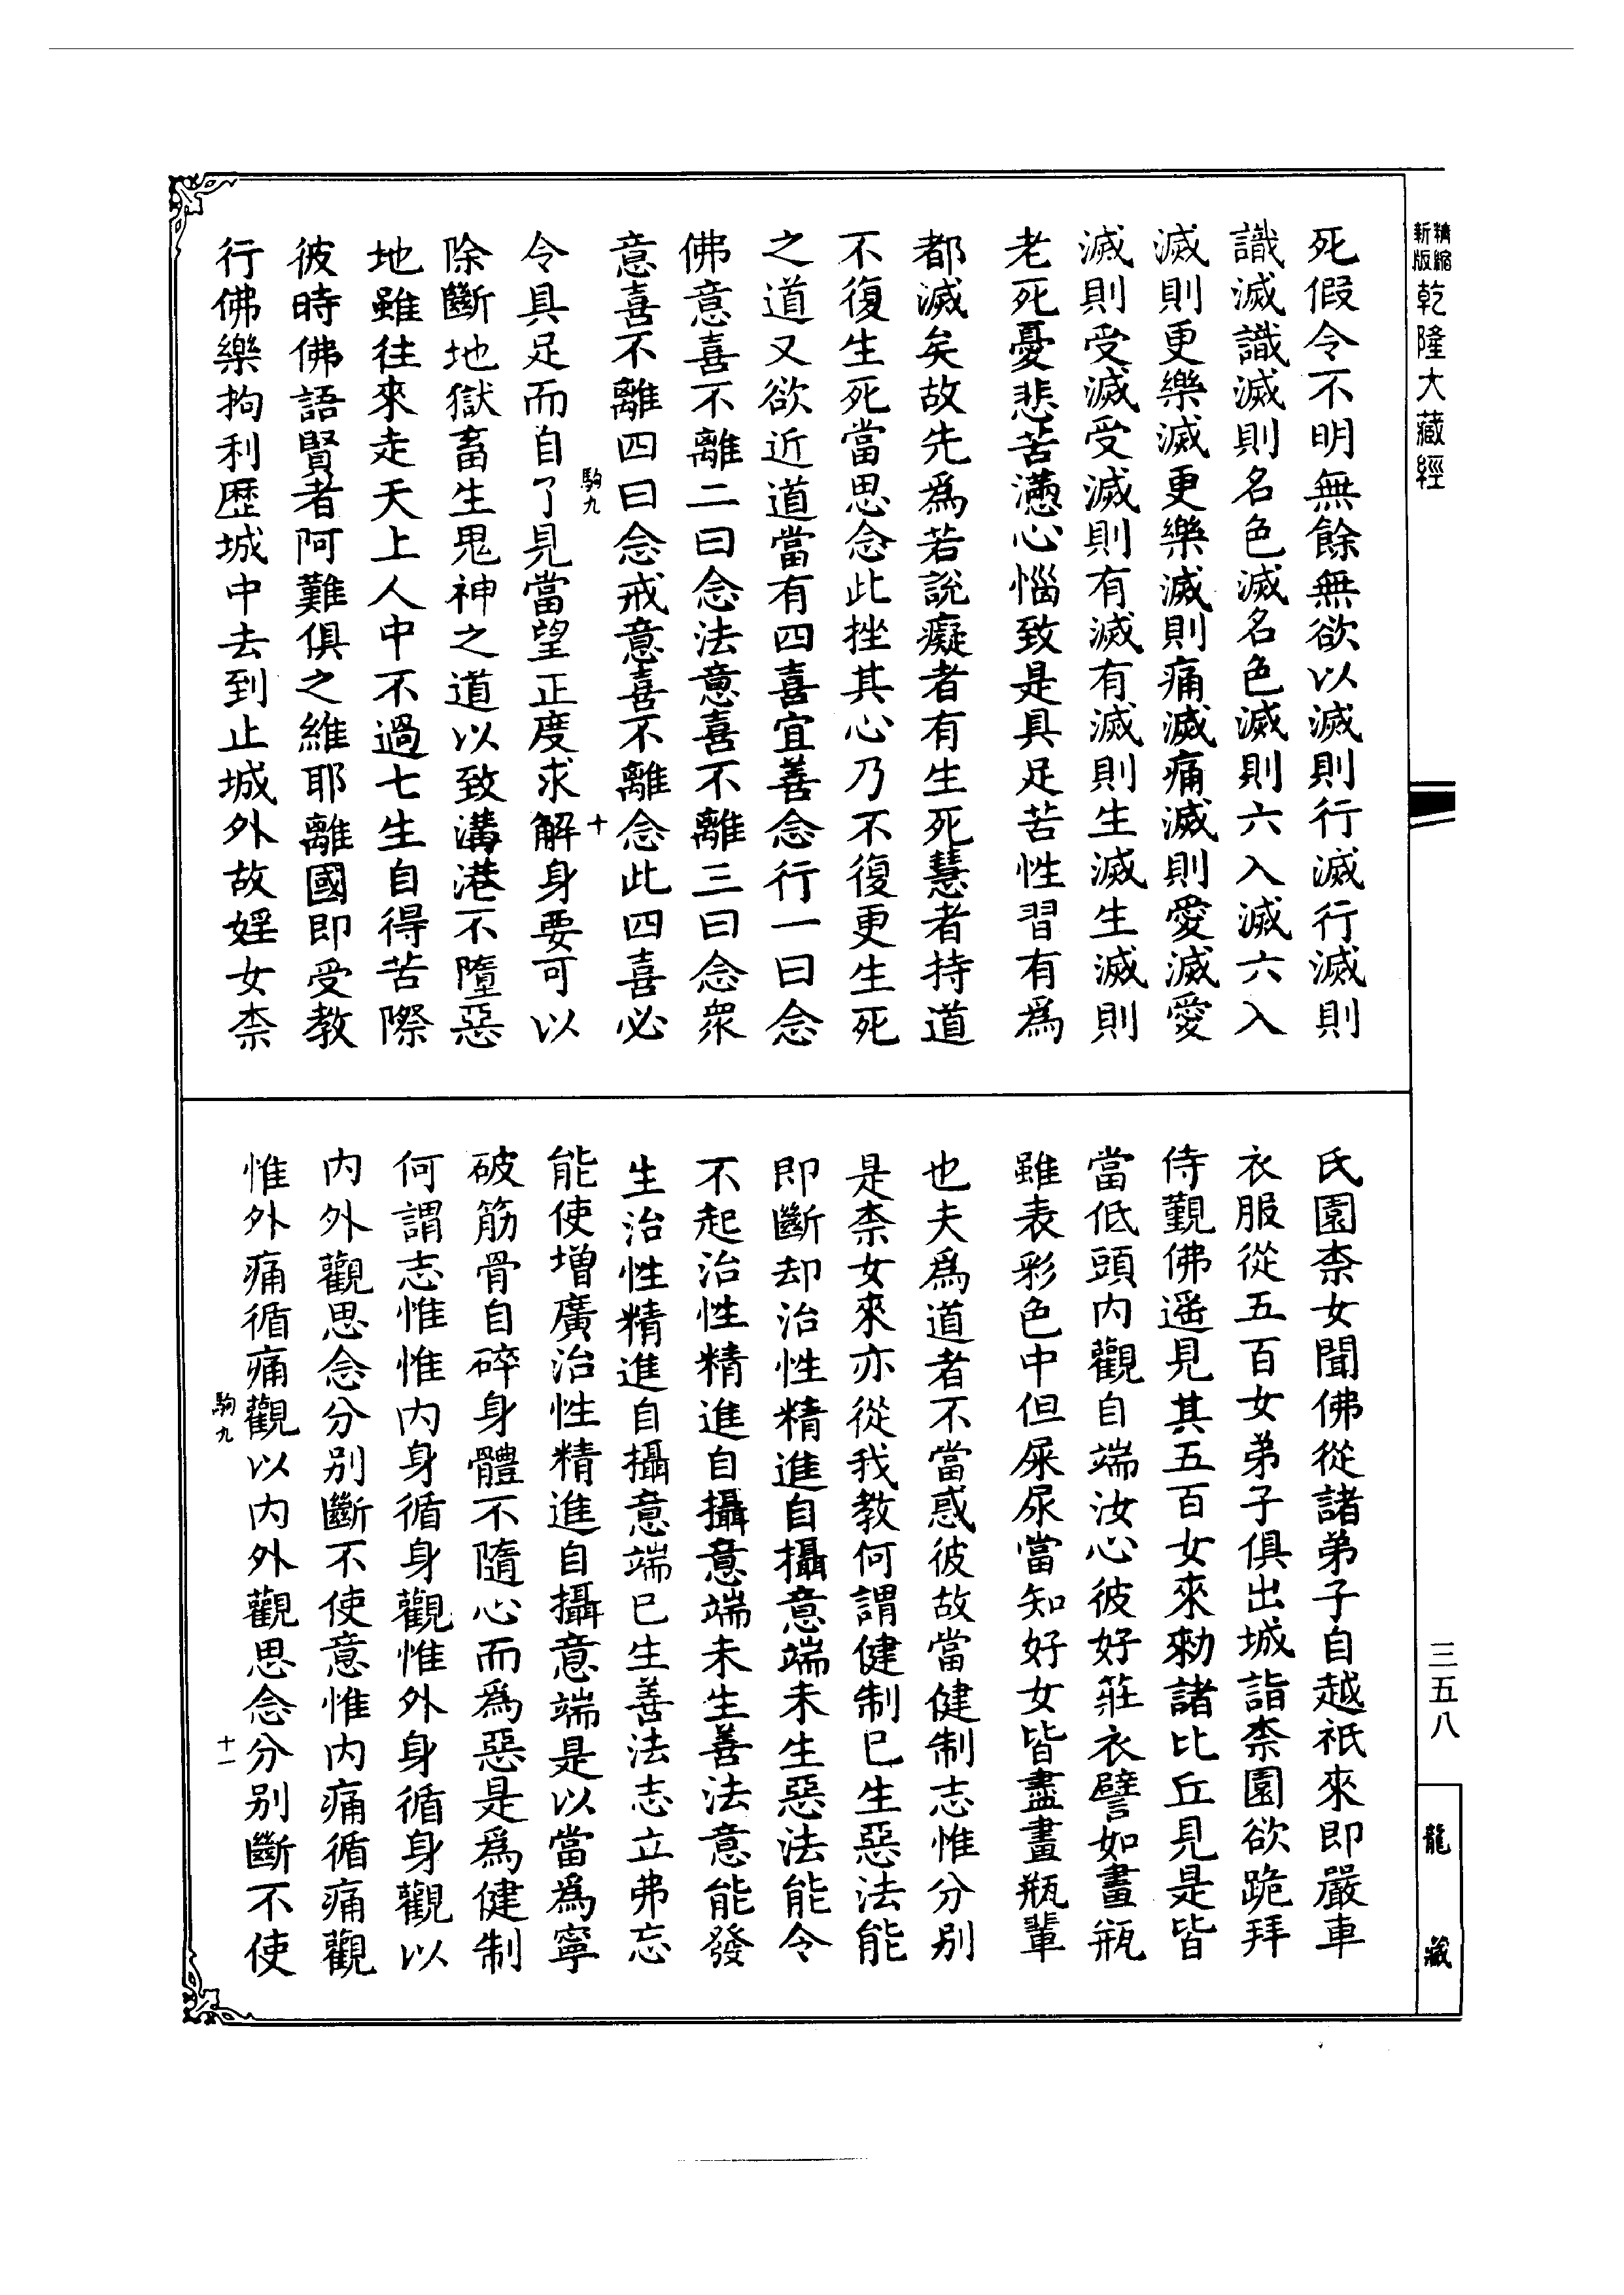 精縮新版乾隆大藏經
死假令不明無餘無欲以滅則行滅行滅則
識滅識滅則名色滅名色滅則六入滅六入
滅則更樂滅更樂滅則痛滅痛滅則愛滅愛
滅則受滅受滅則有滅有滅則生滅生滅則
老死憂悲苦懣心惱致是具足苦性習有為
都滅矣故先為若說癡者有生死慧者持道
不復生死當思念此挫其心乃不復更生死
之道又欲近道當有四喜宜善念行一曰念
佛意喜不離二曰念法意喜不離三曰念眾
意喜不離四曰念戒意喜不離念此四喜必
駒九
十
令具足而自了見當望正度求解身要可以
除斷地獄畜生鬼神之道以致溝港不墮惡
地雖往來走天上人中不過七生自得苦際
彼時佛語賢者阿難俱之維耶離國即受教
行佛樂拘利歷城中去到止城外故婬女柰
氏園柰女聞佛從諸弟子自越祇來即嚴車
衣服從五百女弟子俱出城詣柰園欲跪拜
侍覲佛遥見其五百女來勅諸比丘見是皆
當低頭內觀自端汝心彼好莊衣譬如畫瓶
雖表彩色中但屎尿當知好女皆盡畫瓶輩
也夫為道者不當惑彼故當健制志惟分別
是柰女來亦從我教何謂健制已生惡法能
即斷却治性精進自攝意端未生惡法能令
不起治性精進自攝意端未生善法意能發
生治性精進自攝意端已生善法志立弗忘
能使增廣治性精進自攝意端是以當為寧
破筋骨自碎身體不隨心而為惡是為健制
何謂志惟惟內身循身觀惟外身循身觀以
內外觀思念分別斷不使意惟內痛循痛觀
惟外痛循痛觀以內外觀思念分別斷不使
駒九
十一
三五八
龍藏